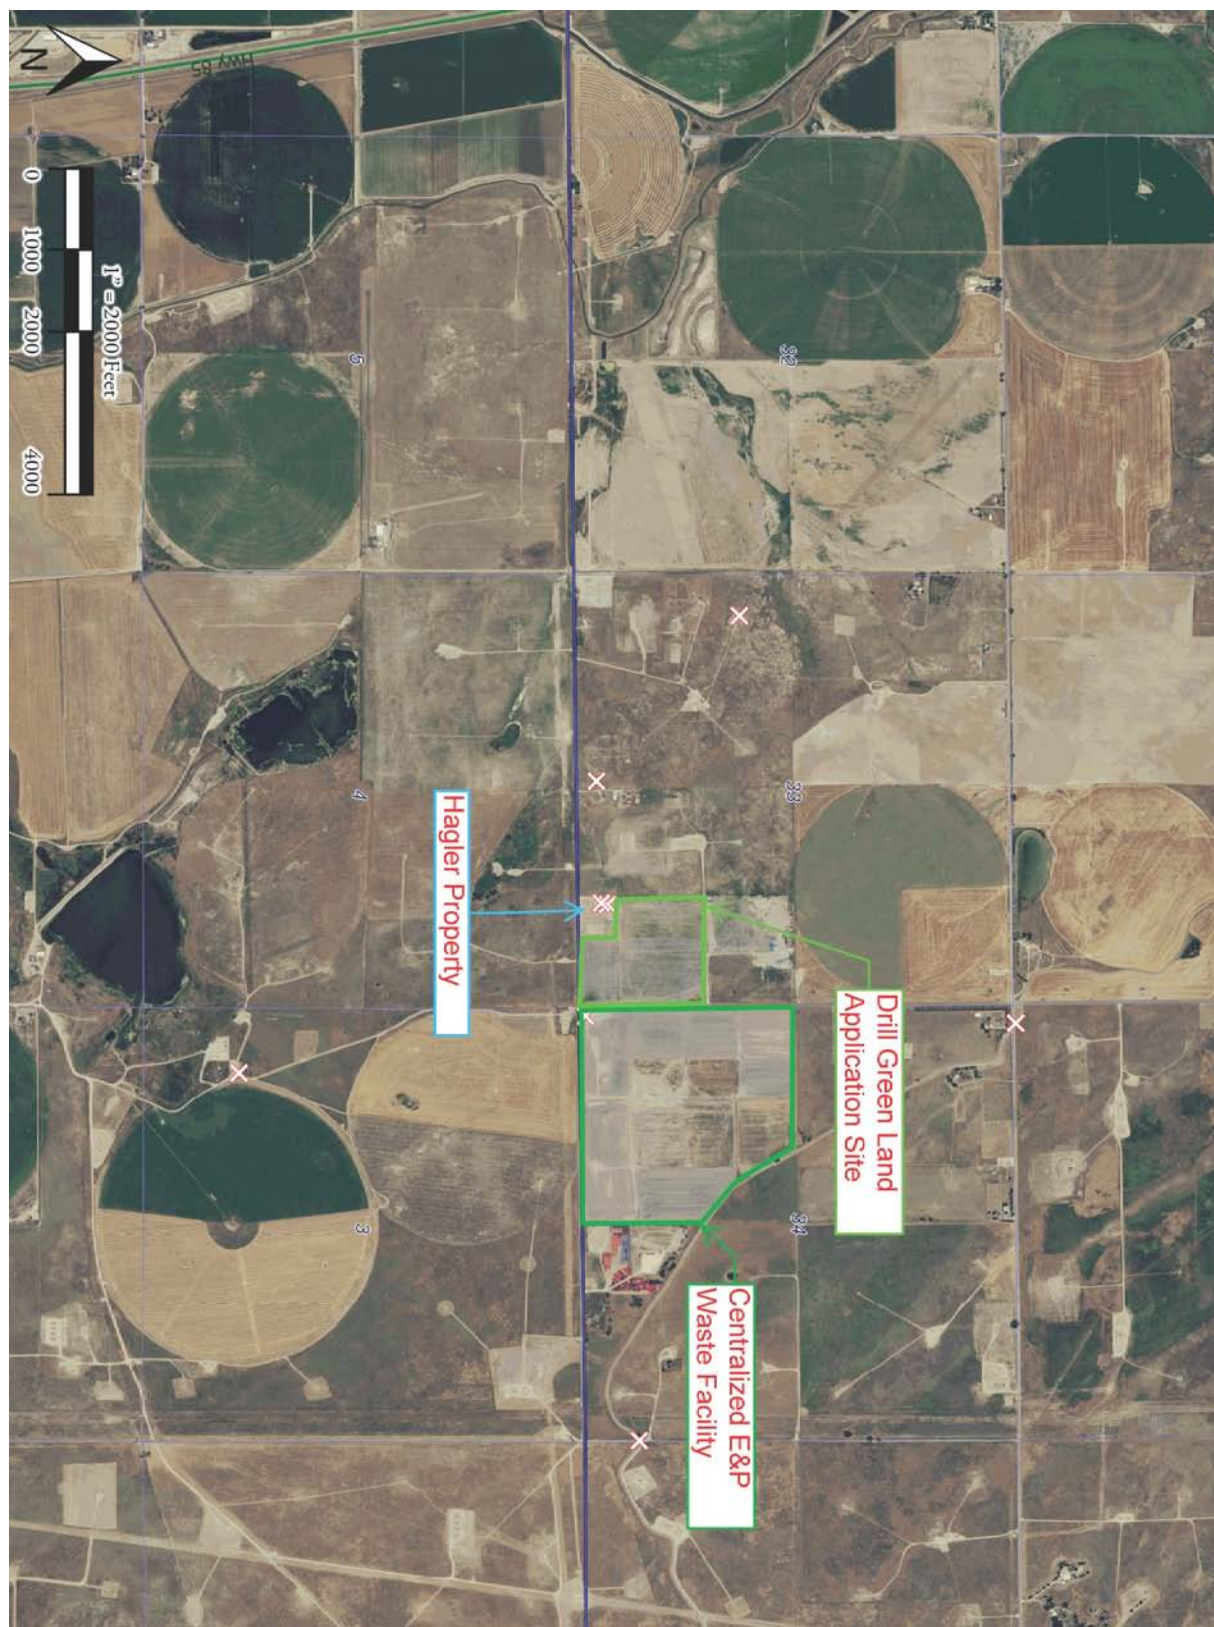 Hwy 85
N
0 1000 2000 4000
1" = 2000 Feet
32
5
33
4
Hagler Property
Drill Green Land
Application Site
34
3
Centralized E&P
Waste Facility